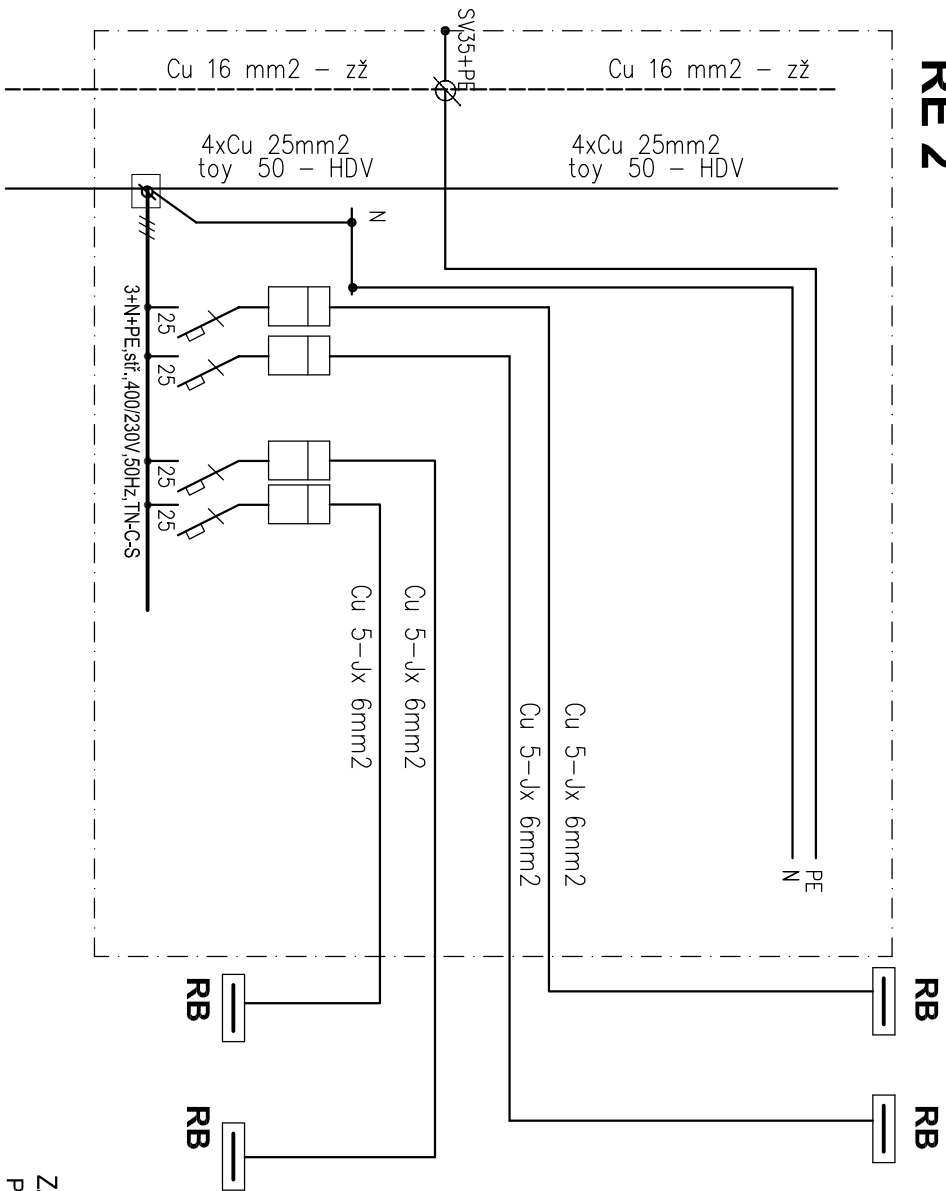 RE 2
SV35+PE
Cu 16 mm2 – zž
Cu 16 mm2 – zž
4xCu 25mm2
toy 50 – HDV
4xCu 25mm2
toy 50 – HDV
N
3+N+PE,stř.,400/230V,50Hz,TN-C-S
25
25
25
25
Cu 5–Jx 6mm2
Cu 5–Jx 6mm2
Cu 5–Jx 6mm2
Cu 5–Jx 6mm2
PE
N
RB
RB
RB
RB